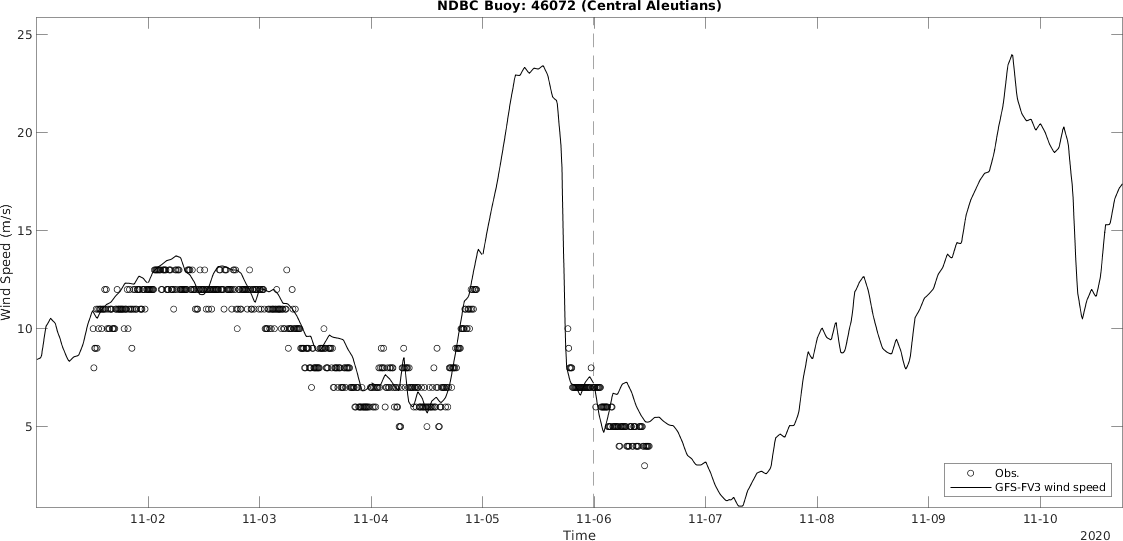 NDBC Buoy: 46072 (Central Aleutians)
25
20
15
10
5
Wind Speed (m/s)
11-02 11-03 11-04 11-05 11-06 11-07 11-08 11-09 11-10
Time
2020
Obs.
GFS-FV3 wind speed